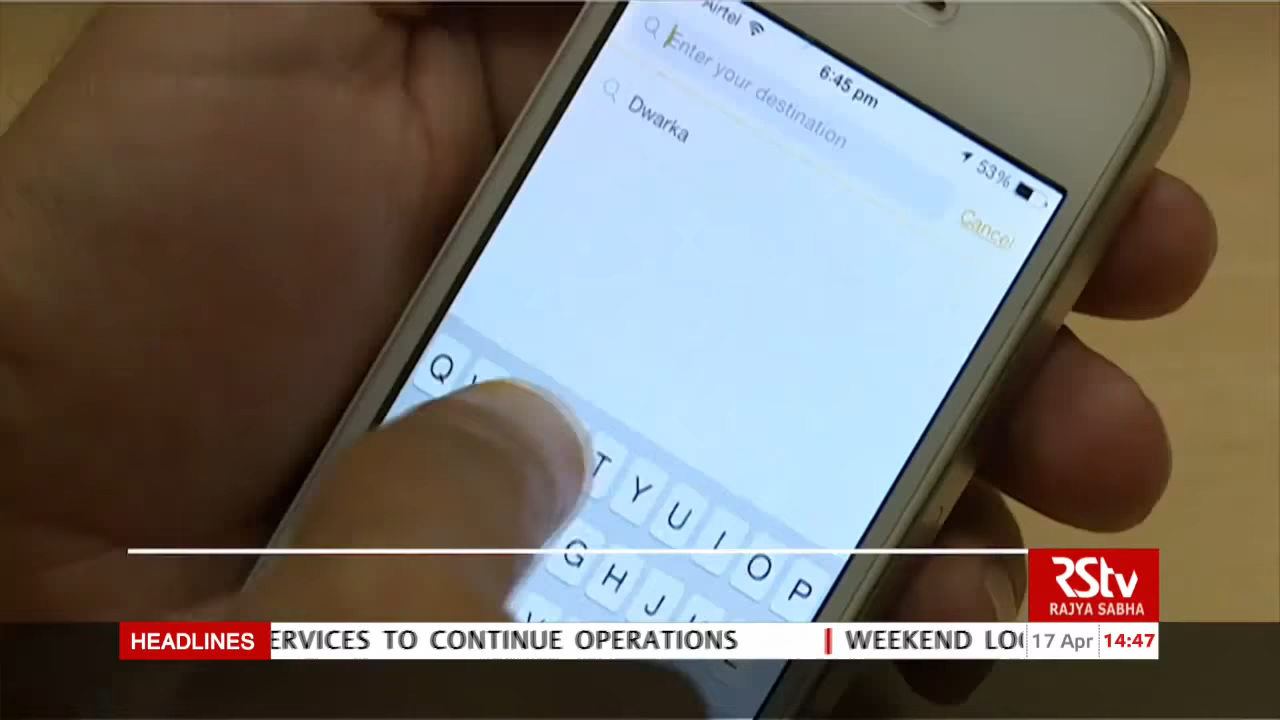 Airtel 6:45 pm 53%
Enter your destination
Cancel
Dwarka
Q
T Y U I O P
G H J
RStv
RAJYA SABHA
HEADLINES ERVICES TO CONTINUE OPERATIONS | WEEKEND LO 17 Apr 14:47